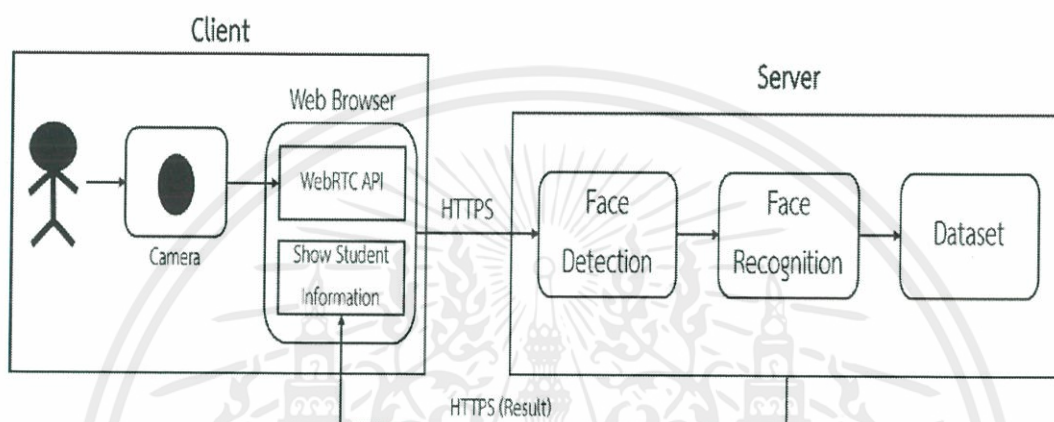 Client
Server
Web Browser
WebRTC API
Camera
Show Student
Information
HTTPS
Face
Detection
Face
Recognition
Dataset
HTTPS (Result)